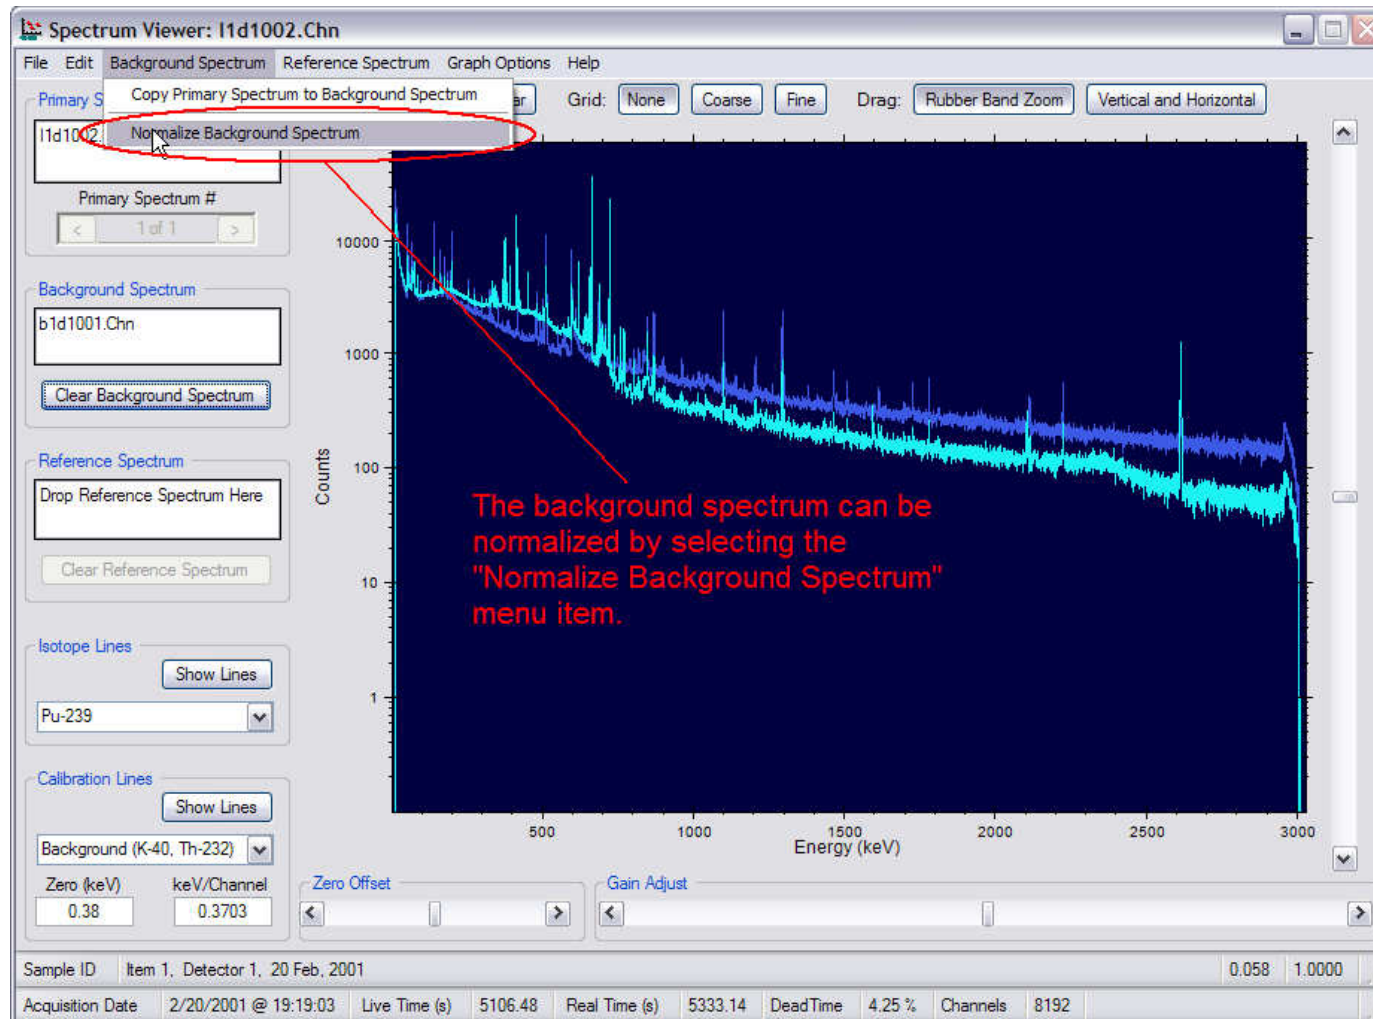 Spectrum Viewer: I1d1002.Chn
File Edit Background Spectrum Reference Spectrum Graph Options Help
Copy Primary Spectrum to Background Spectrum
Normalize Background Spectrum
Primary S
Grid: None Coarse Fine Drag: Rubber Band Zoom Vertical and Horizontal
I1d1002.
Primary Spectrum #
< 1 of 1 >
Background Spectrum
b1d1001.Chn
Clear Background Spectrum
Reference Spectrum
Drop Reference Spectrum Here
Clear Reference Spectrum
Isotope Lines
Show Lines
Pu-239
Calibration Lines
Show Lines
Background (K-40, Th-232)
Zero (keV) keV/Channel
0.38 0.3703
Counts
10000
1000
100
10
1
The background spectrum can be
normalized by selecting the
"Normalize Background Spectrum"
menu item.
500 1000 1500 2000 2500 3000
Energy (keV)
Zero Offset
Gain Adjust
Sample ID Item 1, Detector 1, 20 Feb, 2001 0.058 1.0000
Acquisition Date 2/20/2001 @ 19:19:03 Live Time (s) 5106.48 Real Time (s) 5333.14 DeadTime 4.25 % Channels 8192